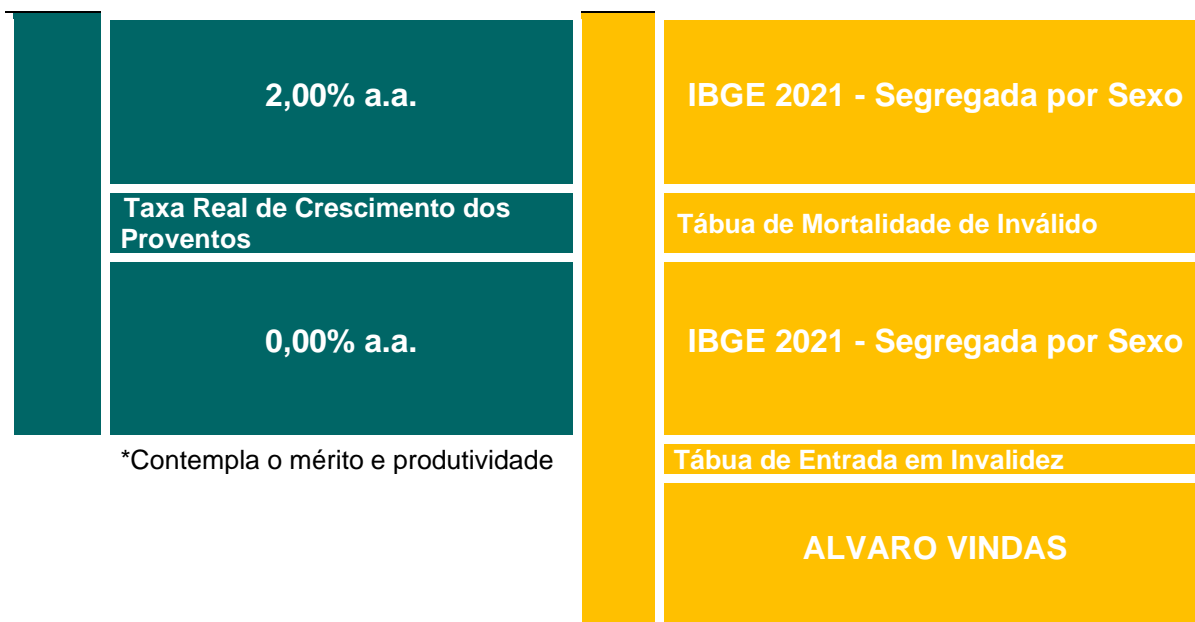 2,00% a.a.
Taxa Real de Crescimento dos
Proventos
0,00% a.a.
*Contempla o mérito e produtividade
IBGE 2021 - Segregada por Sexo
Tábua de Mortalidade de Inválido
IBGE 2021 - Segregada por Sexo
Tábua de Entrada em Invalidez
ALVARO VINDAS